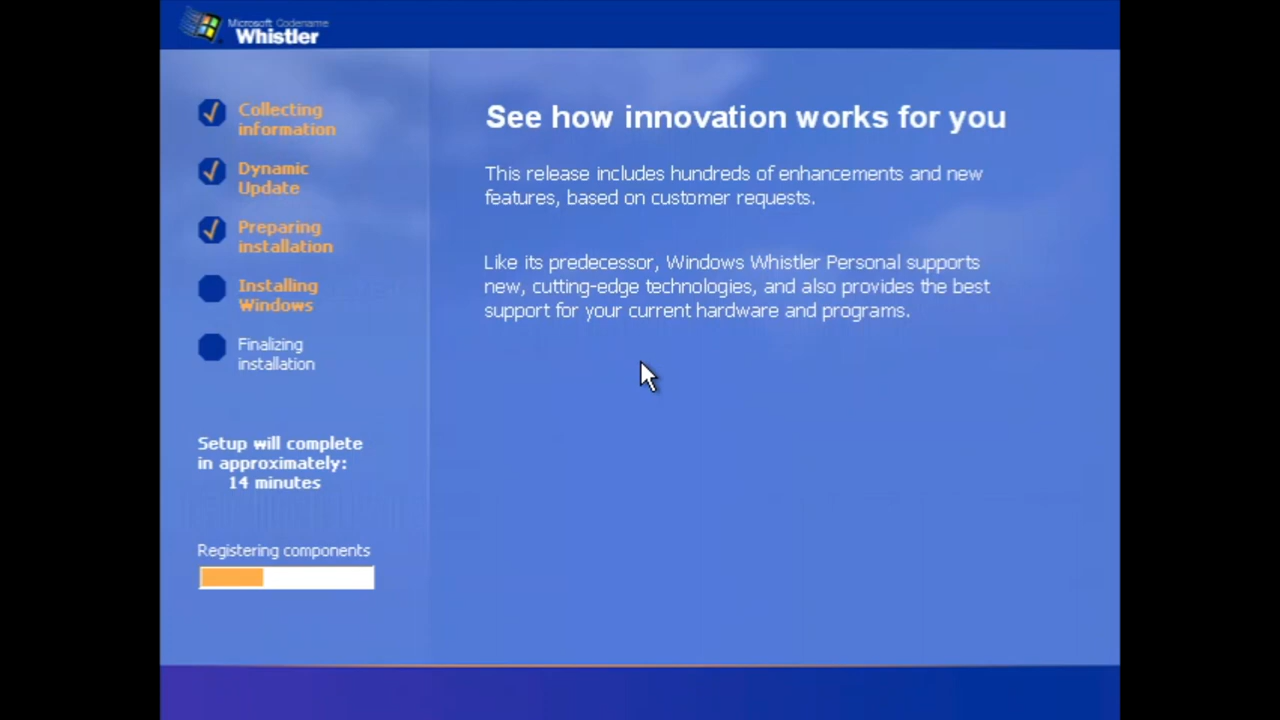 Microsoft Codename
Whistler
Collecting
information
Dynamic
Update
Preparing
installation
Installing
Windows
Finalizing
installation
Setup will complete
in approximately:
14 minutes
Registering components
See how innovation works for you
This release includes hundreds of enhancements and new
features, based on customer requests.
Like its predecessor, Windows Whistler Personal supports
new, cutting-edge technologies, and also provides the best
support for your current hardware and programs.